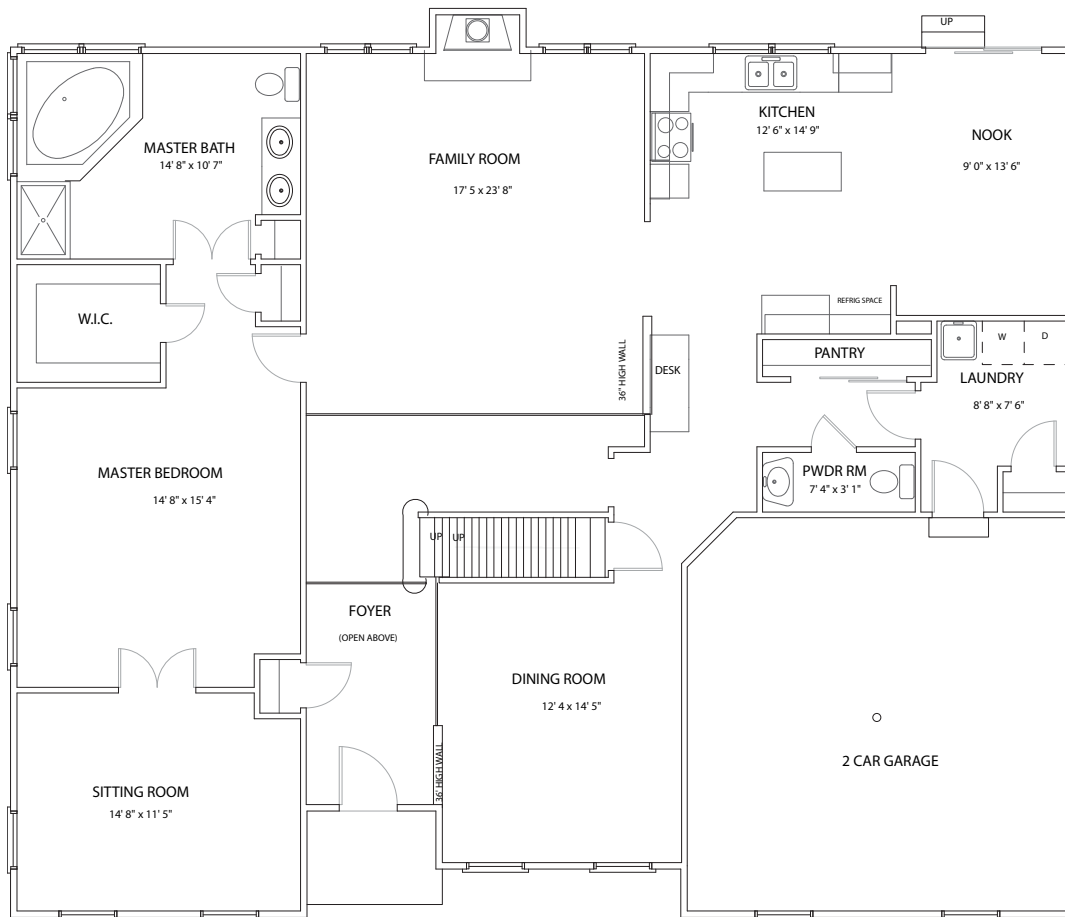 UP
KITCHEN
12' 6" x 14' 9"
NOOK
9' 0" x 13' 6"
MASTER BATH
14' 8" x 10' 7"
FAMILY ROOM
17' 5 x 23' 8"
REFRIG SPACE
W.I.C.
W
D
PANTRY
36" HIGH WALL
DESK
LAUNDRY
8' 8" x 7' 6"
MASTER BEDROOM
14' 8" x 15' 4"
PWDR RM
7' 4" x 3' 1"
UP
UP
FOYER
(OPEN ABOVE)
DINING ROOM
12' 4 x 14' 5"
36' HIGH WALL
2 CAR GARAGE
SITTING ROOM
14' 8" x 11' 5"